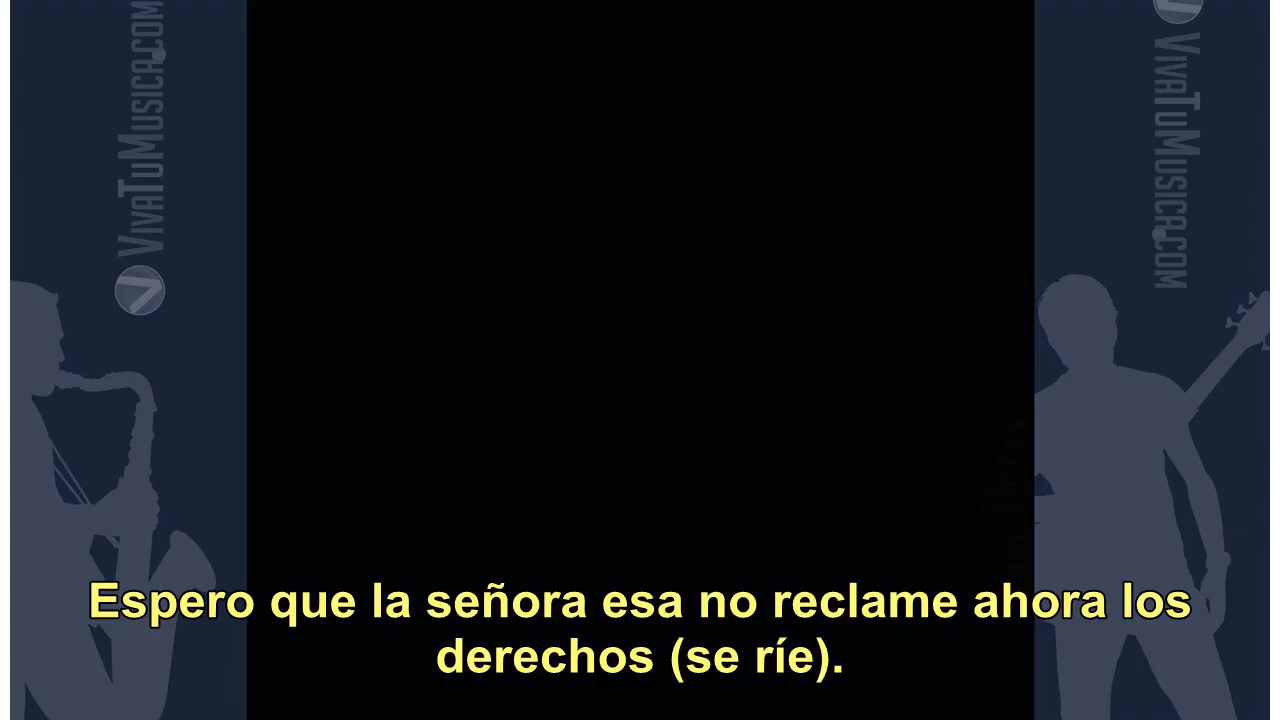 VivaTuMusica.com
VivaTuMusica.com
Espero que la señora esa no reclame ahora los
derechos (se ríe).